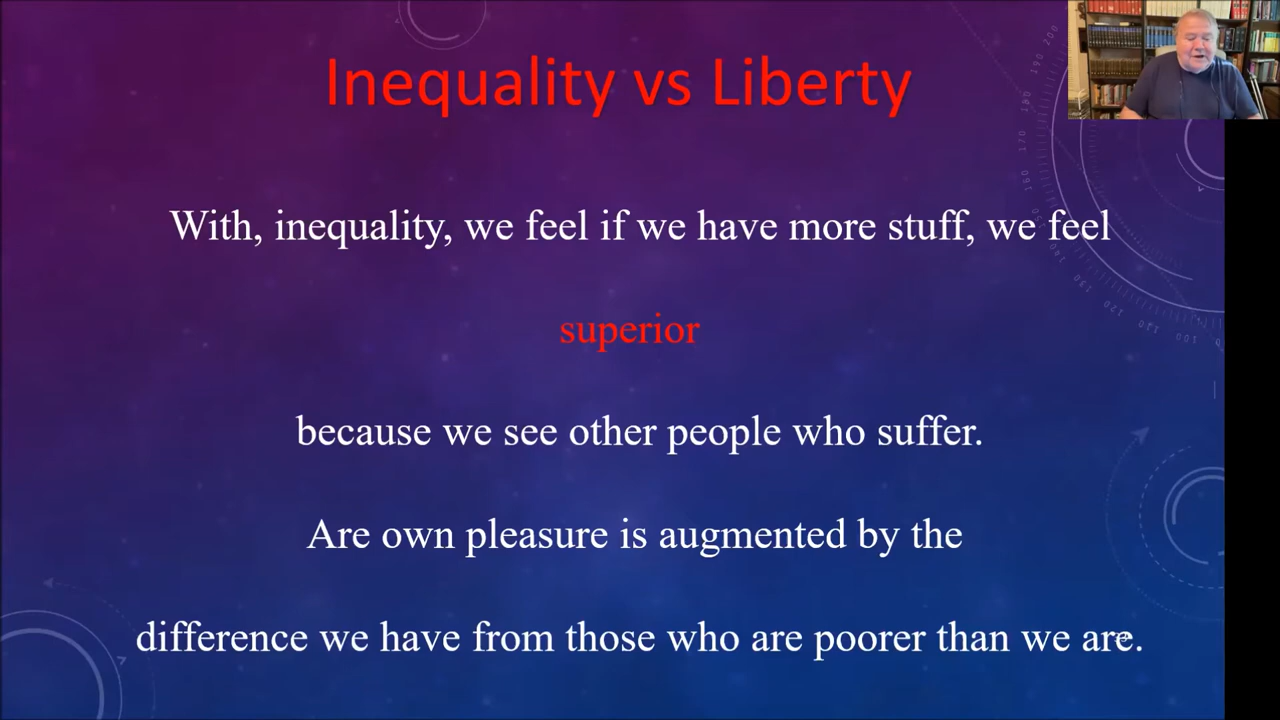 Inequality vs Liberty
With, inequality, we feel if we have more stuff, we feel
superior
because we see other people who suffer.
Are own pleasure is augmented by the
difference we have from those who are poorer than we are.